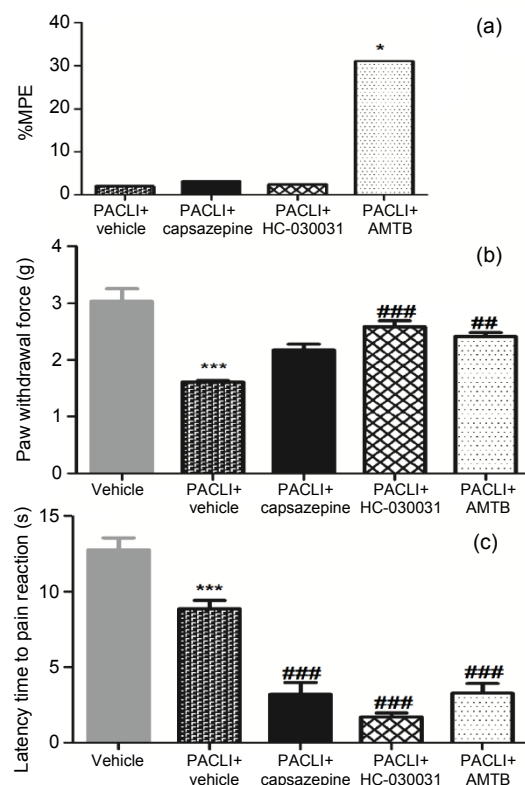 (a)
%MPE
40
*
30
20
10
0
PACLI+ PACLI+ PACLI+ PACLI+
vehicle capsazepine HC-030031 AMTB
(b)
Paw withdrawal force (g)
4
###
##
3
***
2
1
0
Vehicle PACLI+ PACLI+ PACLI+ PACLI+
vehicle capsazepine HC-030031 AMTB
(c)
Latency time to pain reaction (s)
15
***
10
###
###
###
5
0
Vehicle PACLI+ PACLI+ PACLI+ PACLI+
vehicle capsazepine HC-030031 AMTB